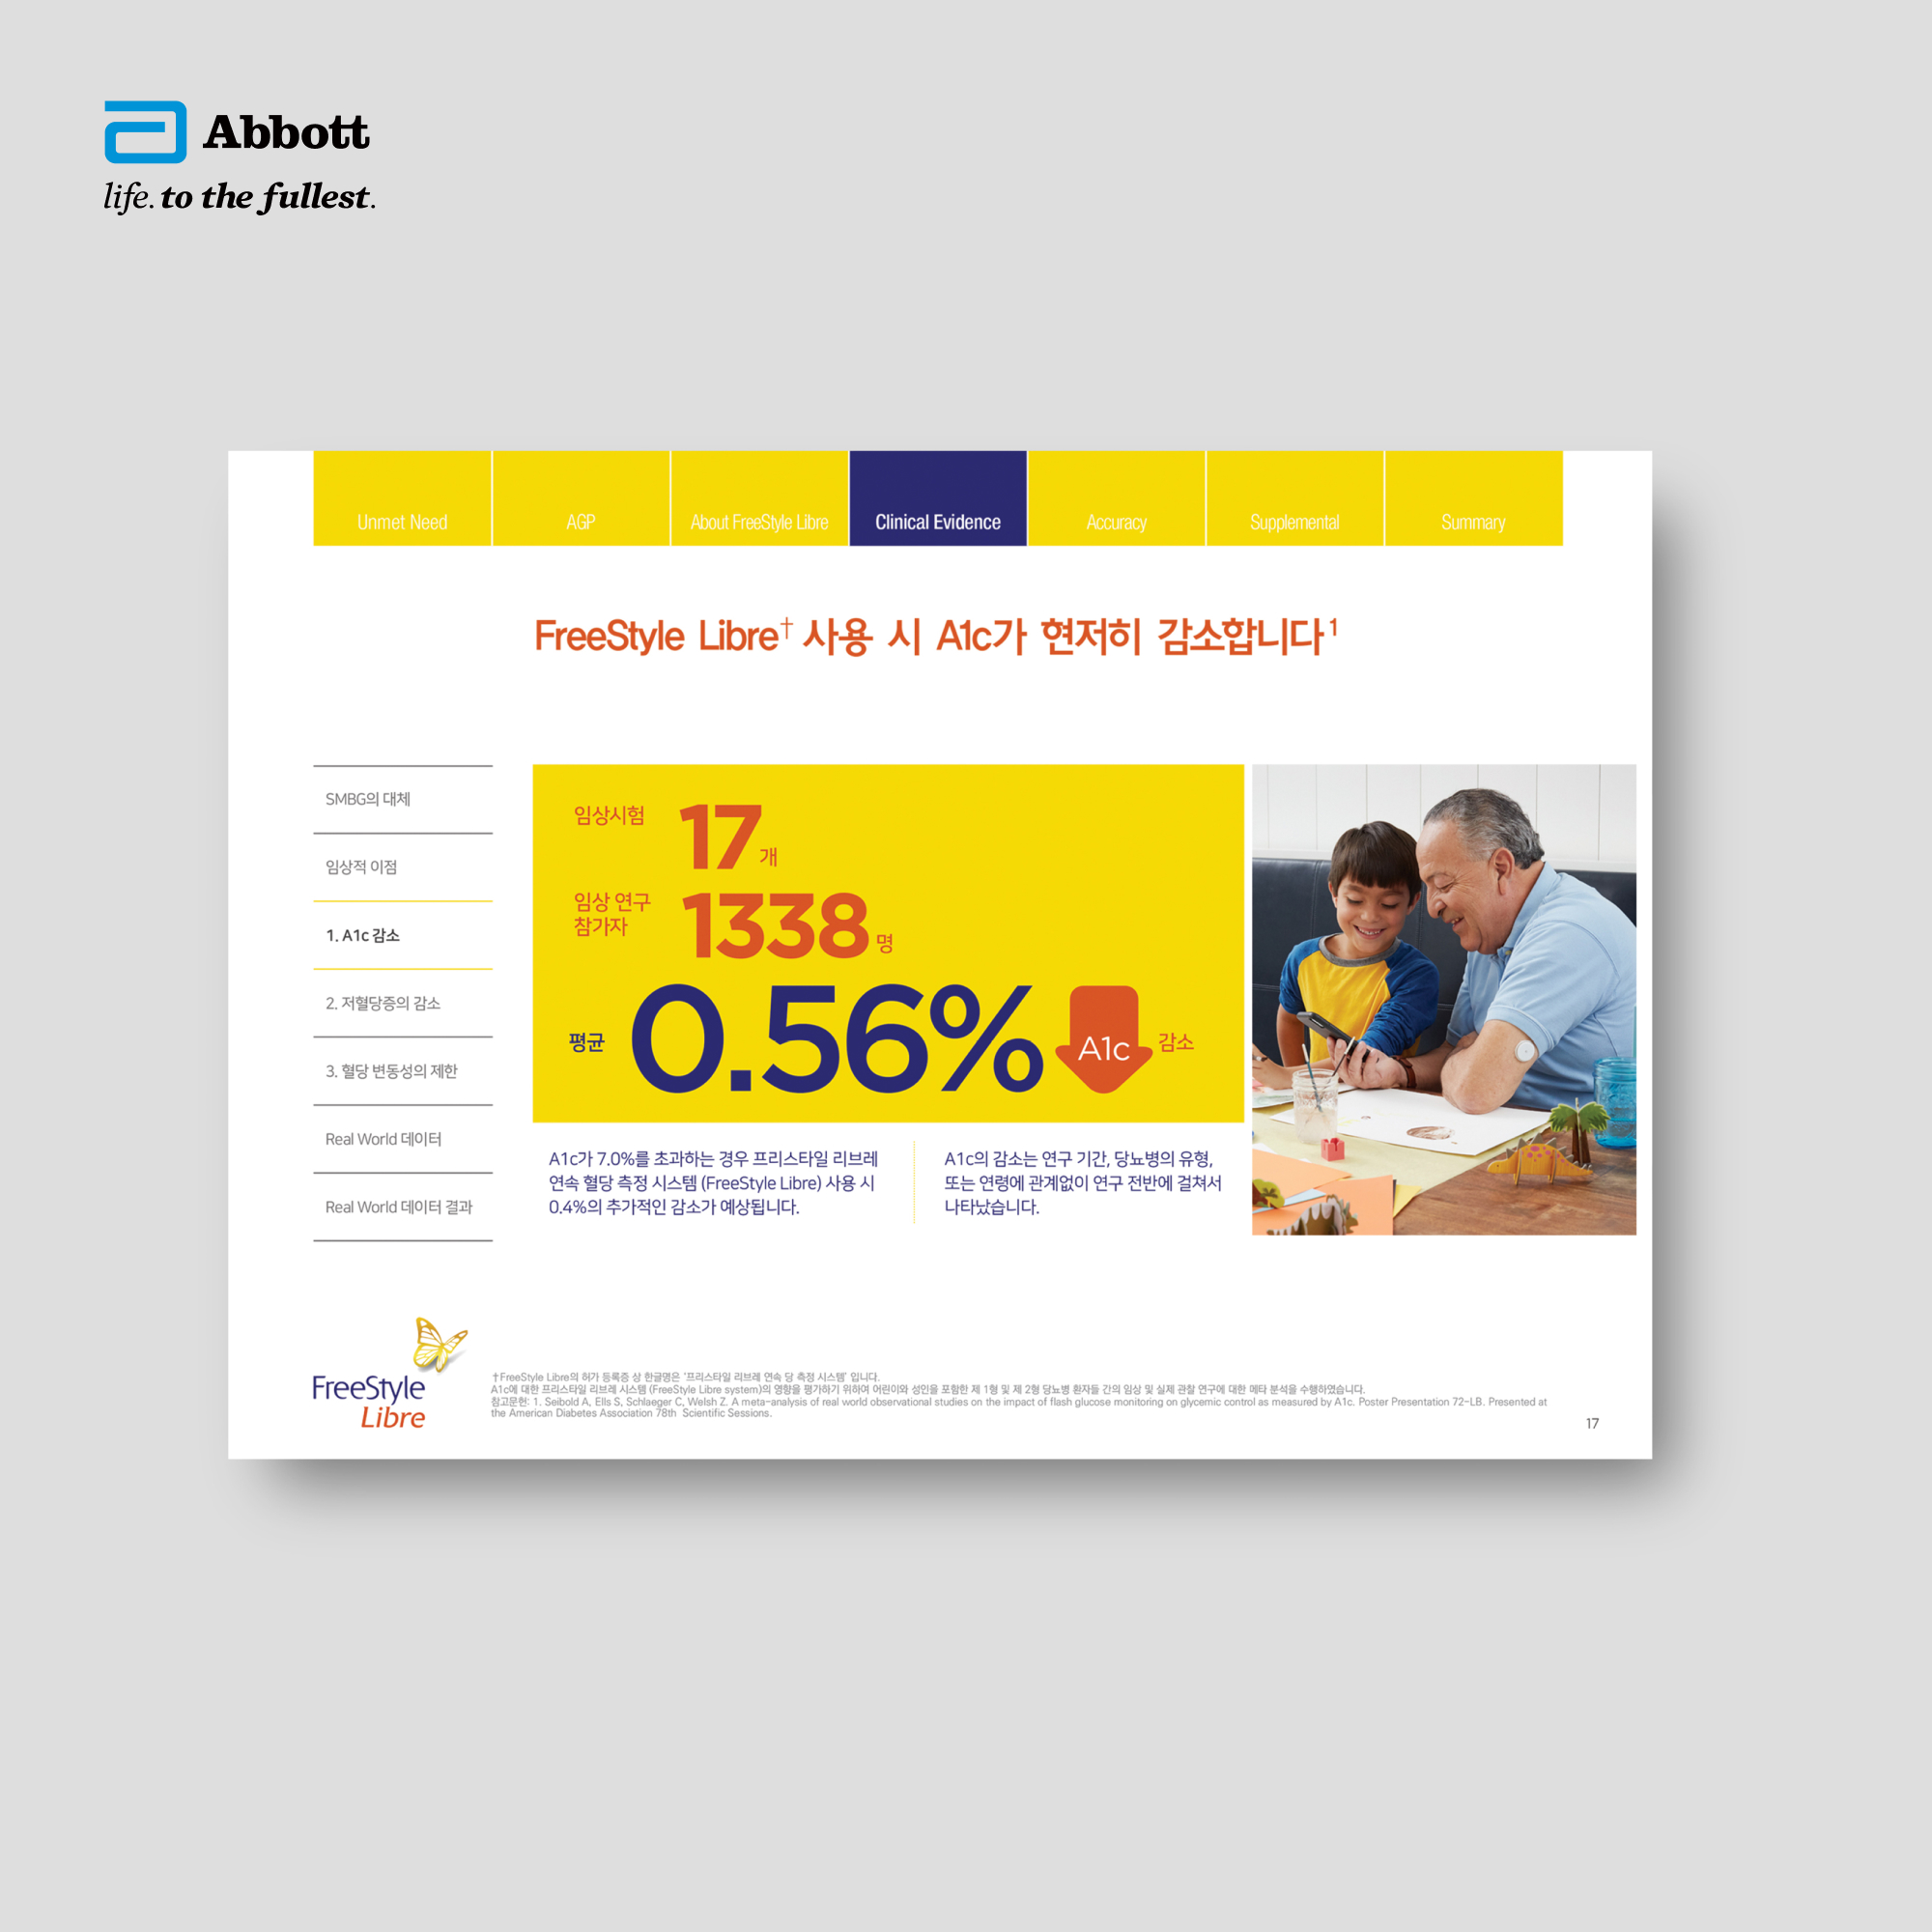 Abbott
life. to the fullest.
Unmet Need
AGP
About FreeStyle Libre
Clinical Evidence
Accuracy
Supplemental
Summary
FreeStyle Libre† 사용 시 A1c가 현저히 감소합니다1
SMBG의 대체
임상적 이점
1. A1c 감소
2. 저혈당증의 감소
3. 혈당 변동성의 제한
Real World 데이터
Real World 데이터 결과
임상시험 17개
임상 연구
참가자 1338명
평균 0.56% A1c 감소
A1c가 7.0%를 초과하는 경우 프리스타일 리브레
연속 혈당 측정 시스템 (FreeStyle Libre) 사용 시
0.4%의 추가적인 감소가 예상됩니다.
A1c의 감소는 연구 기간, 당뇨병의 유형,
또는 연령에 관계없이 연구 전반에 걸쳐서
나타났습니다.
FreeStyle
Libre
†FreeStyle Libre의 허가 등록증 상 한글명은 '프리스타일 리브레 연속 당 측정 시스템' 입니다.
A1c에 대한 프리스타일 리브레 시스템 (FreeStyle Libre system)의 영향을 평가하기 위하여 어린이와 성인을 포함한 제 1형 및 제 2형 당뇨병 환자들 간의 임상 및 실제 관찰 연구에 대한 메타 분석을 수행하였습니다.
참고문헌: 1. Seibold A, Ells S, Schlaeger C, Welsh Z. A meta-analysis of real world observational studies on the impact of flash glucose monitoring on glycemic control as measured by A1c. Poster Presentation 72-LB. Presented at
the American Diabetes Association 78th Scientific Sessions.
17